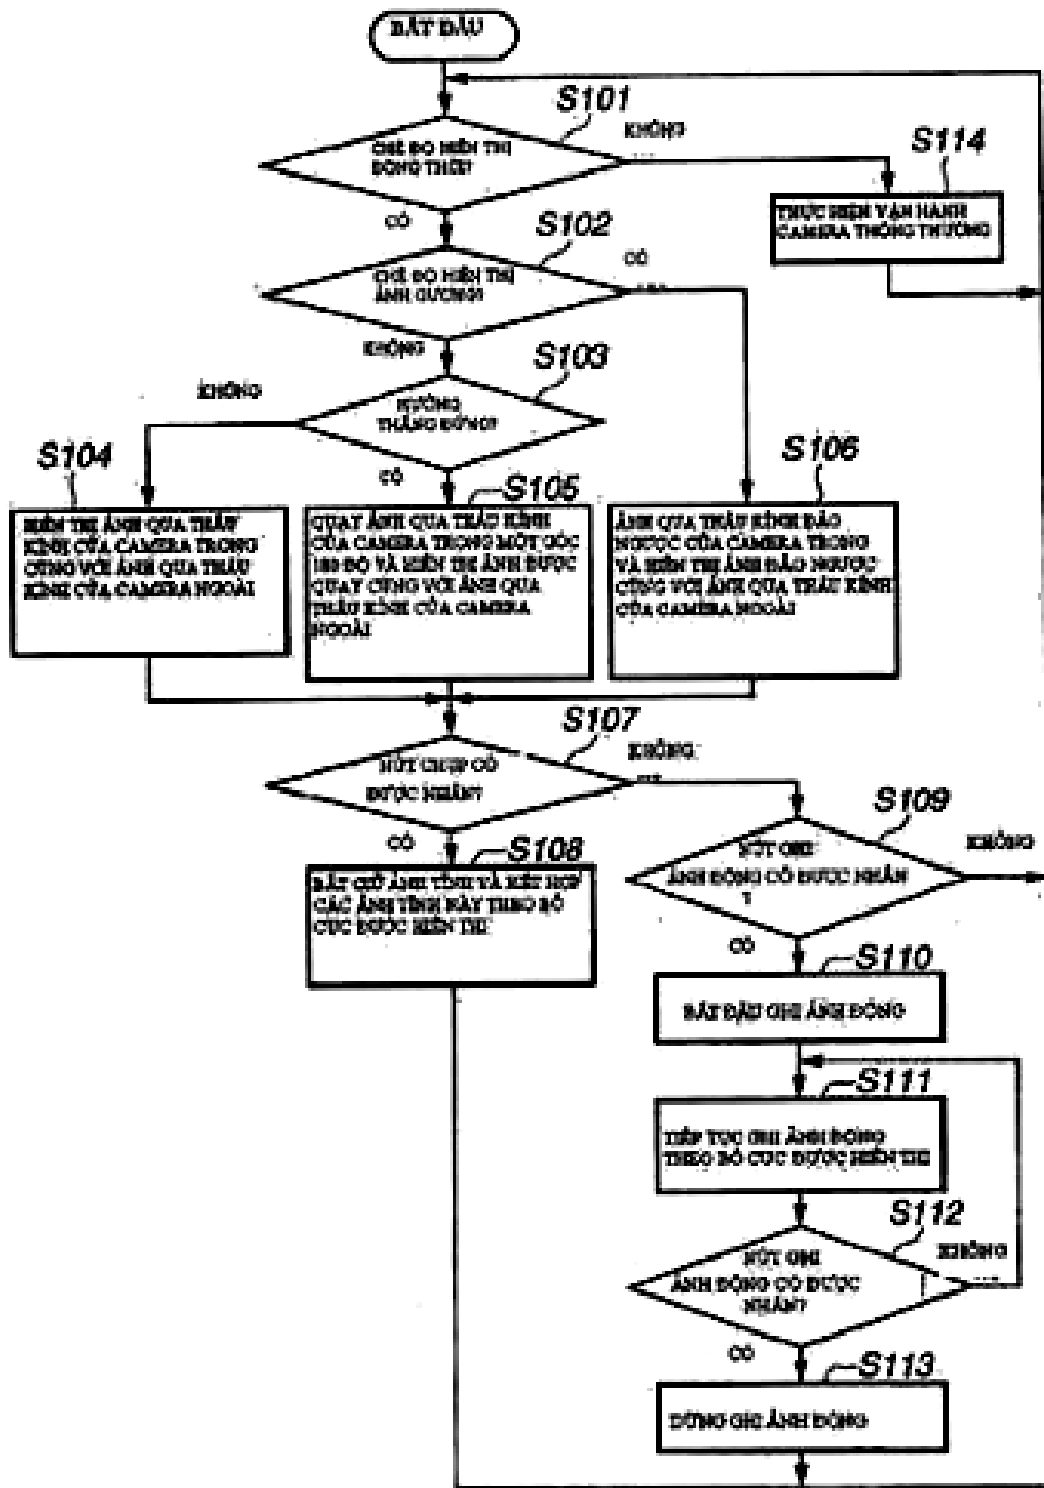 BẮT ĐẦU
S101
CHẾ ĐỘ HIỂN THỊ
ĐỒNG THỜI?
KHÔNG
S114
THỰC HIỆN VẬN HÀNH
CAMERA THÔNG THƯỜNG
CÓ
S102
CHẾ ĐỘ HIỂN THỊ
ẢNH GƯƠNG?
CÓ
KHÔNG
S103
HƯỚNG
THẲNG ĐỨNG?
KHÔNG
CÓ
S104
HIỂN THỊ ẢNH QUA THẤU
KÍNH CỦA CAMERA TRONG
CÙNG VỚI ẢNH QUA THẤU
KÍNH CỦA CAMERA NGOÀI
S105
QUAY ẢNH QUA THẤU KÍNH
CỦA CAMERA TRONG MỘT GÓC
180 ĐỘ VÀ HIỂN THỊ ẢNH ĐƯỢC
QUAY CÙNG VỚI ẢNH QUA
THẤU KÍNH CỦA CAMERA
NGOÀI
S106
ẢNH QUA THẤU KÍNH ĐẢO
NGƯỢC CỦA CAMERA TRONG
VÀ HIỂN THỊ ẢNH ĐẢO NGƯỢC
CÙNG VỚI ẢNH QUA THẤU KÍNH
CỦA CAMERA NGOÀI
S107
NÚT CHỤP CÓ
ĐƯỢC NHẤN?
KHÔNG
CÓ
S108
BẮT GIỮ ẢNH TĨNH VÀ KẾT HỢP
CÁC ẢNH TĨNH NÀY THEO BỐ
CỤC ĐƯỢC HIỂN THỊ
S109
NÚT GHI
ẢNH ĐỘNG CÓ ĐƯỢC NHẤN
?
KHÔNG
CÓ
S110
BẮT ĐẦU GHI ẢNH ĐỘNG
S111
TIẾP TỤC GHI ẢNH ĐỘNG
THEO BỐ CỤC ĐƯỢC HIỂN THỊ
S112
NÚT GHI
ẢNH ĐỘNG CÓ ĐƯỢC
NHẤN?
KHÔNG
CÓ
S113
DỪNG GHI ẢNH ĐỘNG